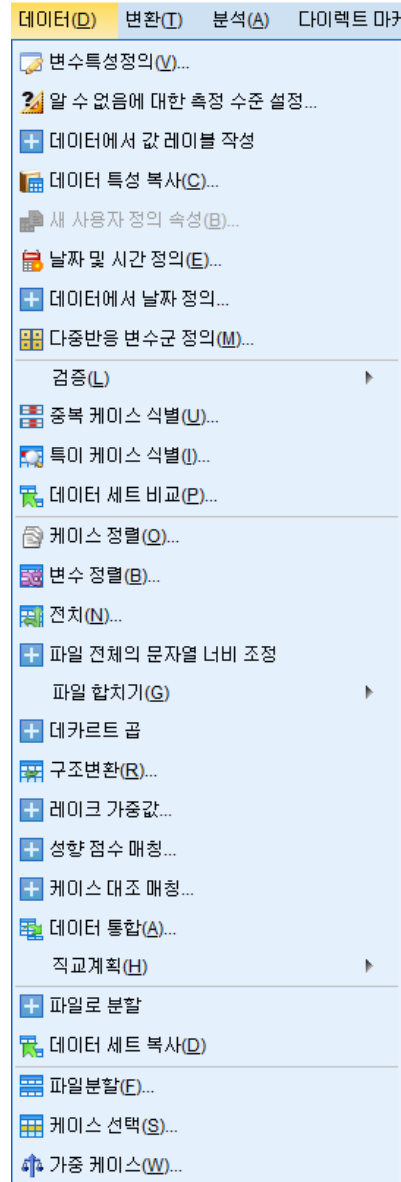 데이터(D) 변환(T) 분석(A) 다이렉트 마케
변수특성정의(V)...
알 수 없음에 대한 측정 수준 설정...
데이터에서 값 레이블 작성
데이터 특성 복사(C)...
새 사용자 정의 속성(B)...
날짜 및 시간 정의(E)...
데이터에서 날짜 정의...
다중반응 변수군 정의(M)...
검증(L)
중복 케이스 식별(U)...
특이 케이스 식별(I)...
데이터 세트 비교(P)...
케이스 정렬(O)...
변수 정렬(B)...
전치(N)...
파일 전체의 문자열 너비 조정
파일 합치기(G)
데카르트 곱
구조변환(R)...
레이크 가중값...
성향 점수 매칭...
케이스 대조 매칭...
데이터 통합(A)...
직교계획(H)
파일로 분할
데이터 세트 복사(D)
파일분할(F)...
케이스 선택(S)...
가중 케이스(W)...